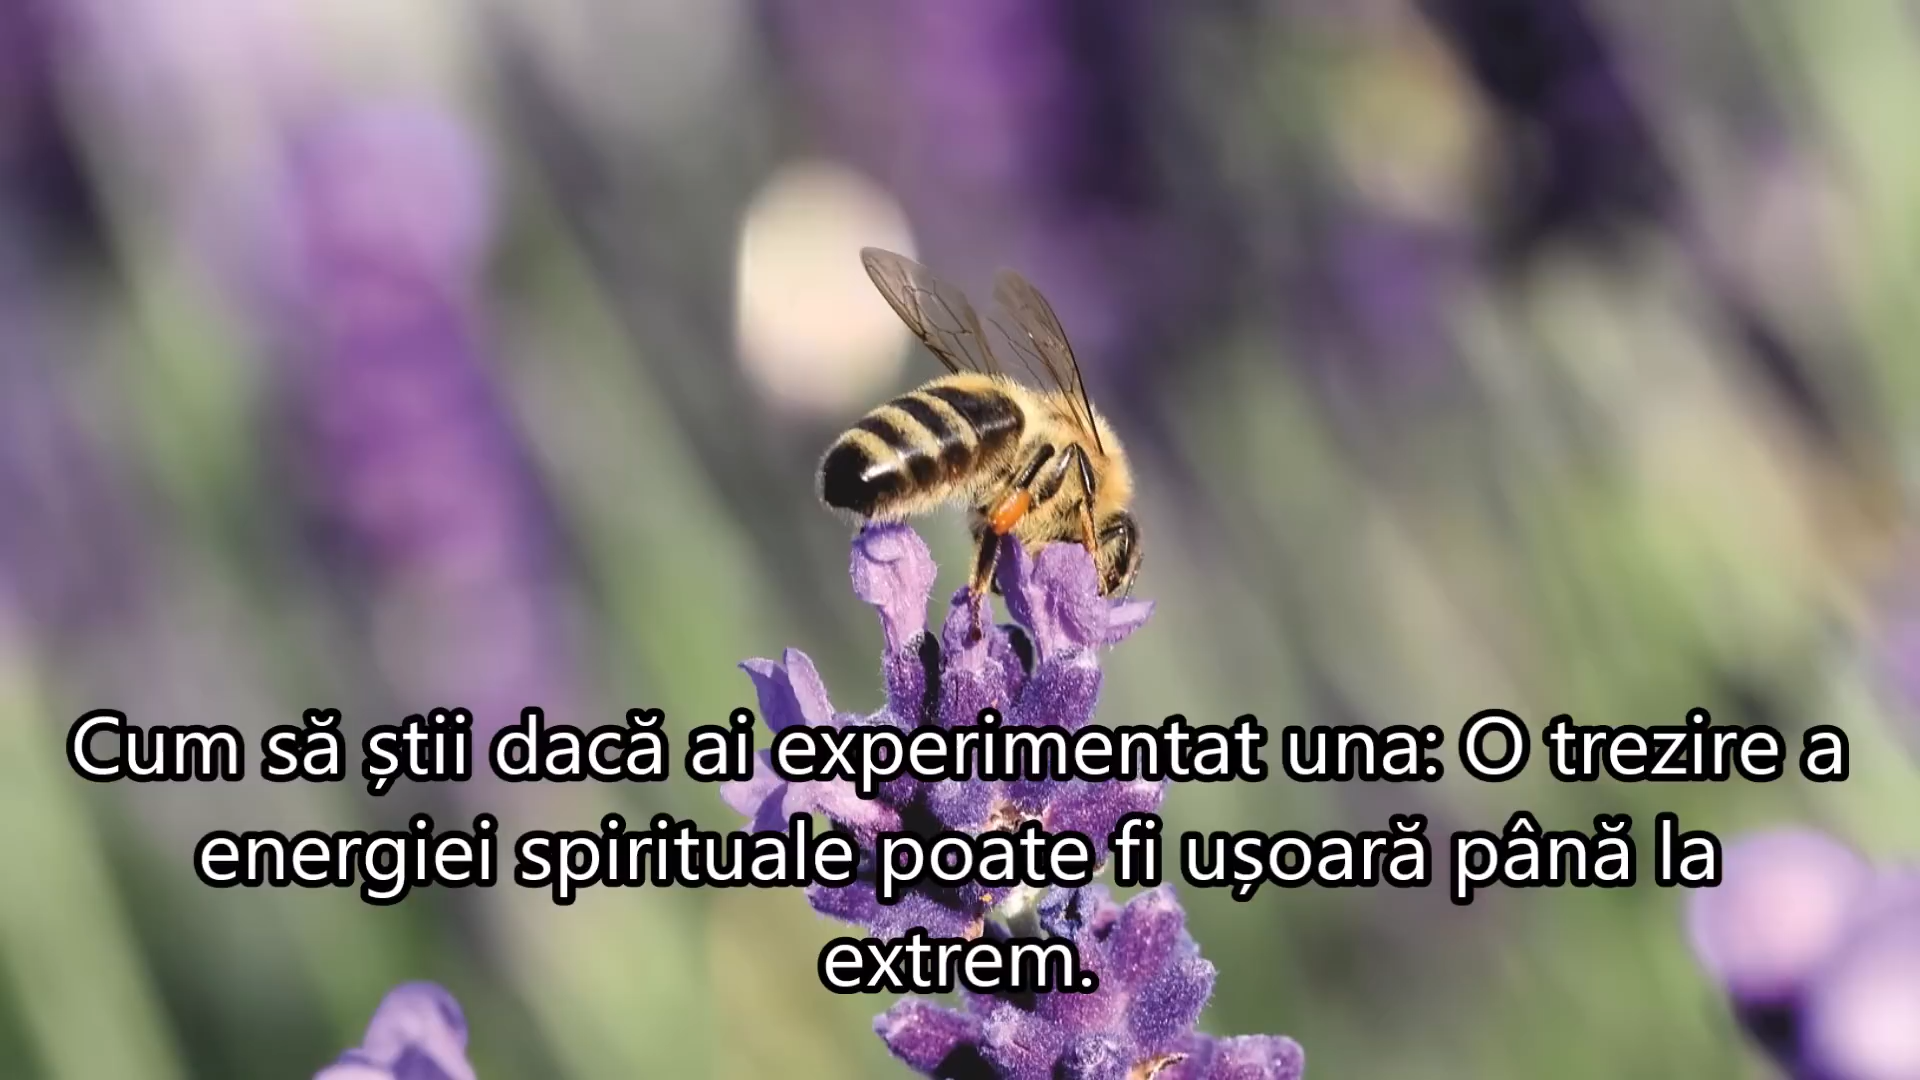 Cum să știi dacă ai experimentat una: O trezire a
energiei spirituale poate fi ușoară până la
extrem.